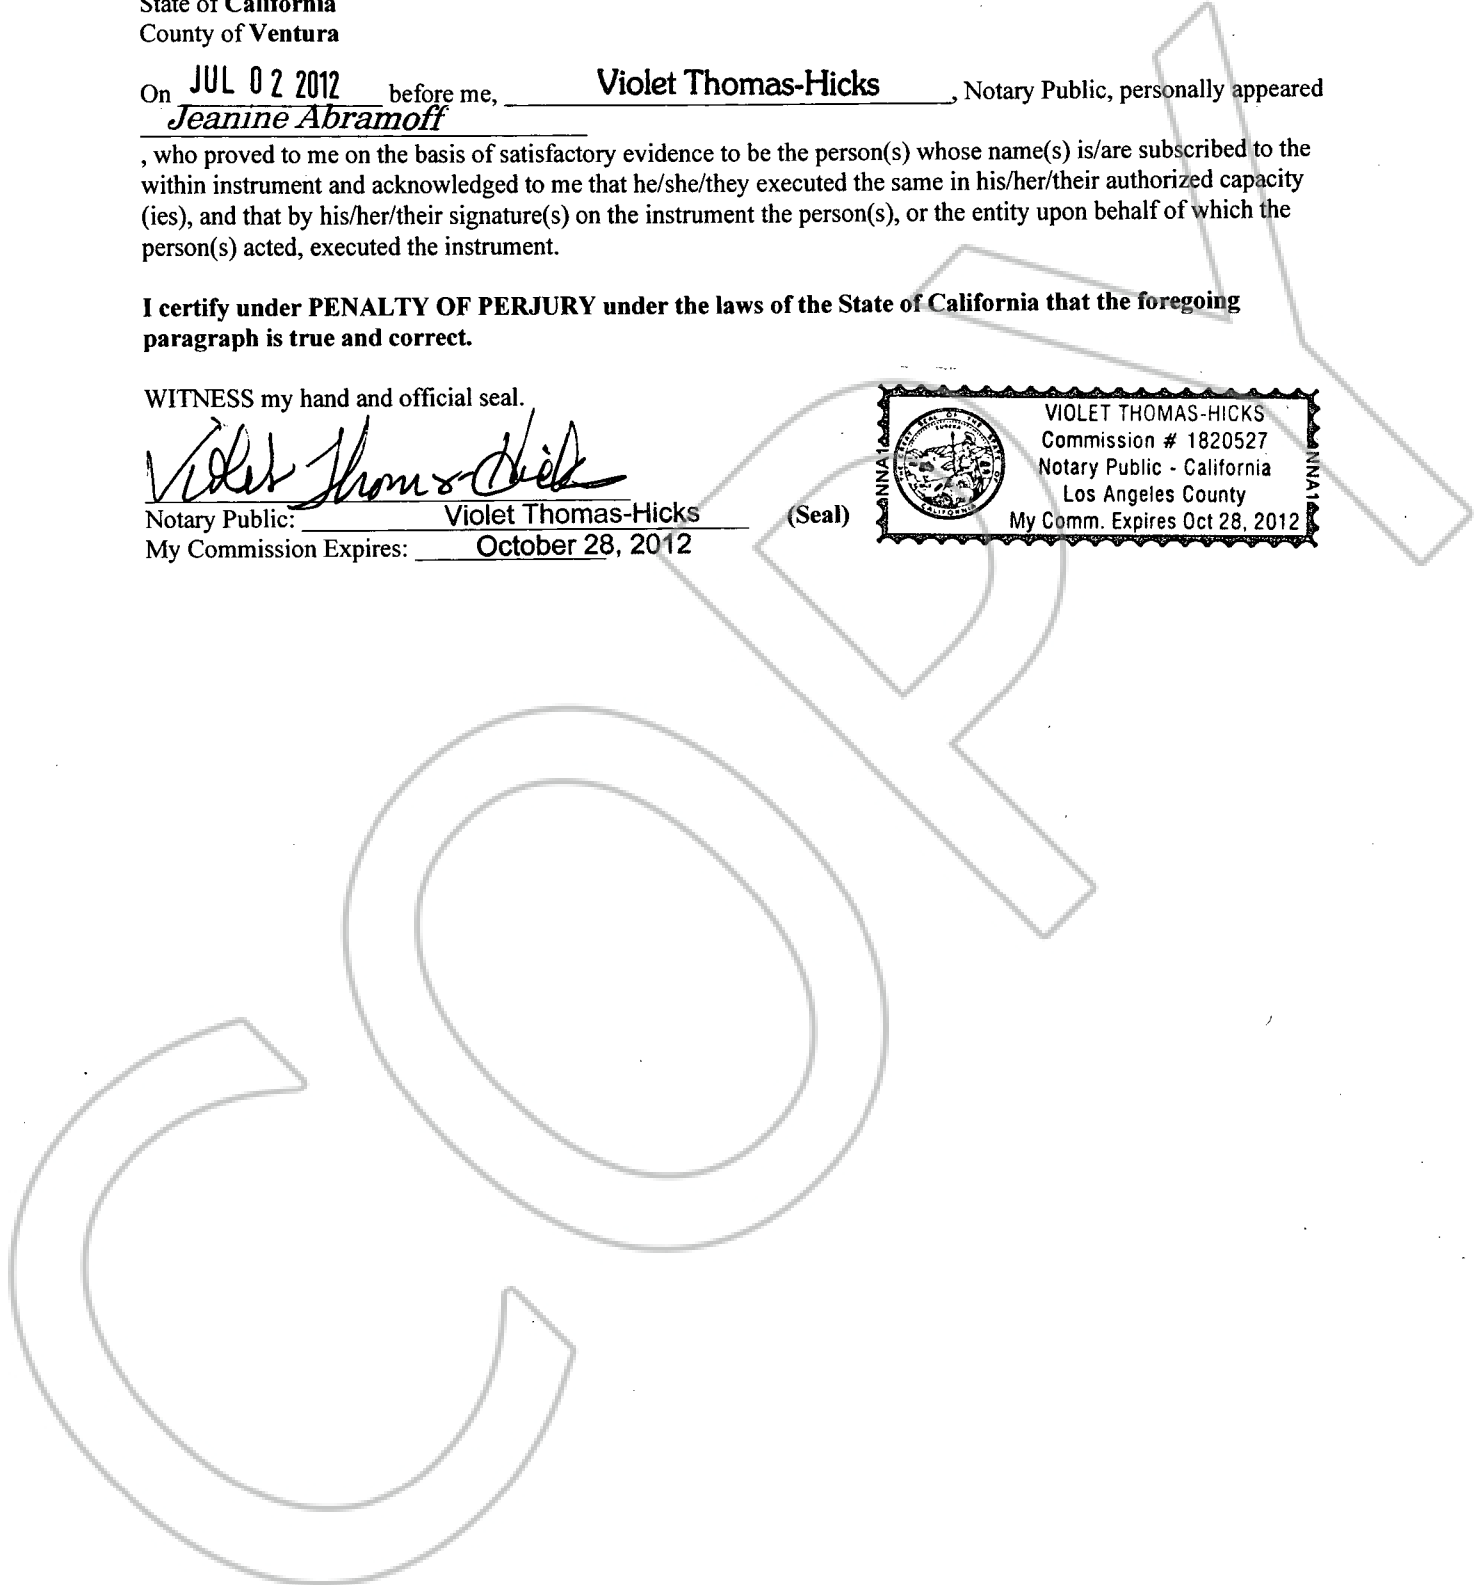 State of California
County of Ventura
On JUL 02 2012 before me, Violet Thomas-Hicks, Notary Public, personally appeared
Jeanine Abramoff
, who proved to me on the basis of satisfactory evidence to be the person(s) whose name(s) is/are subscribed to the
within instrument and acknowledged to me that he/she/they executed the same in his/her/their authorized capacity
(ies), and that by his/her/their signature(s) on the instrument the person(s), or the entity upon behalf of which the
person(s) acted, executed the instrument.
I certify under PENALTY OF PERJURY under the laws of the State of California that the foregoing
paragraph is true and correct.
WITNESS my hand and official seal.
Violet Thomas-Hicks
Notary Public: Violet Thomas-Hicks
My Commission Expires: October 28, 2012
(Seal)
NNA1
VIOLET THOMAS-HICKS
Commission # 1820527
Notary Public - California
Los Angeles County
My Comm. Expires Oct 28, 2012
NNA1
COPY